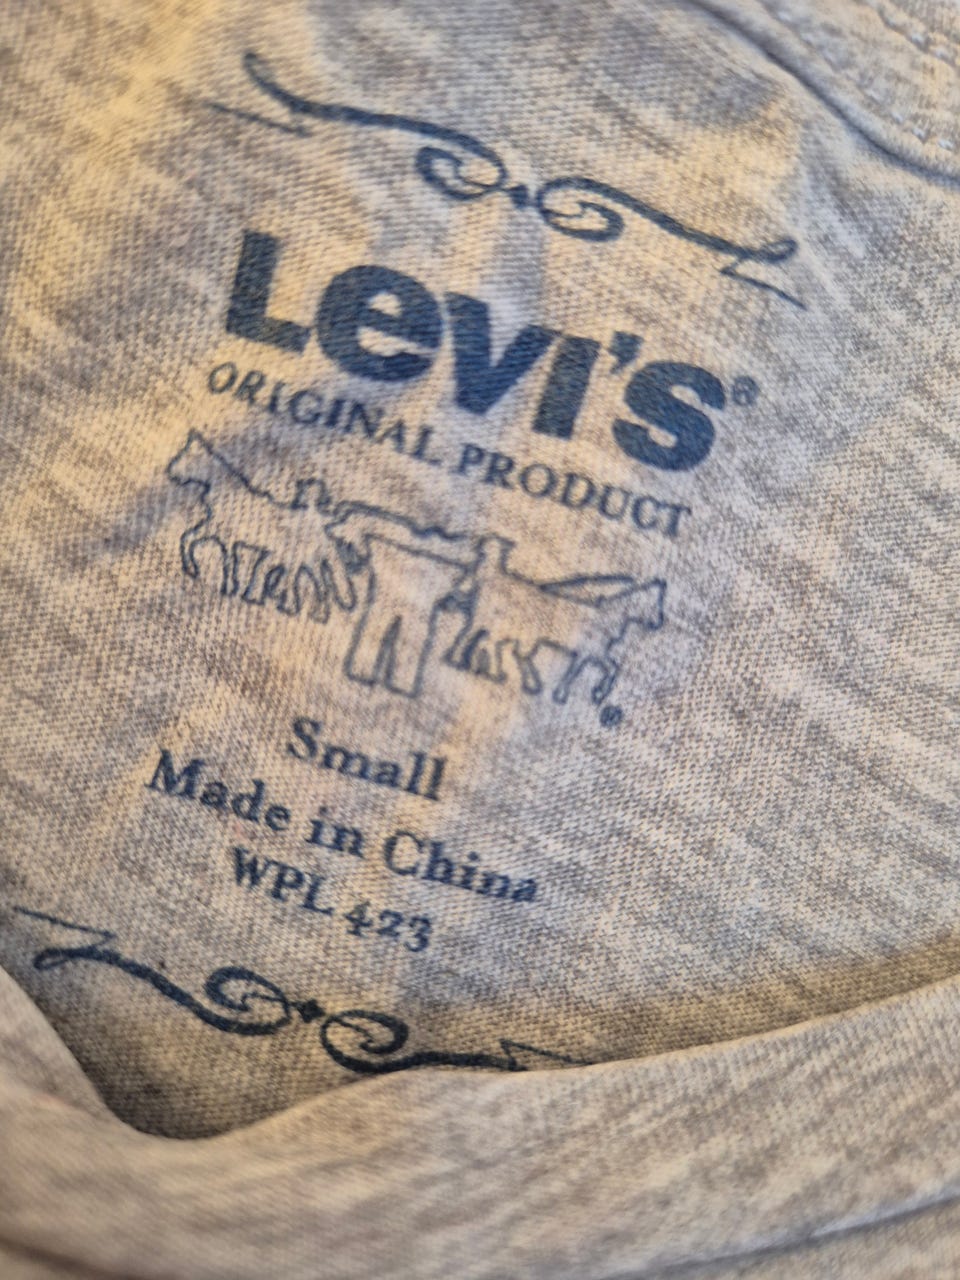 Levi's®
ORIGINAL PRODUCT
®
Small
Made in China
WPL 423